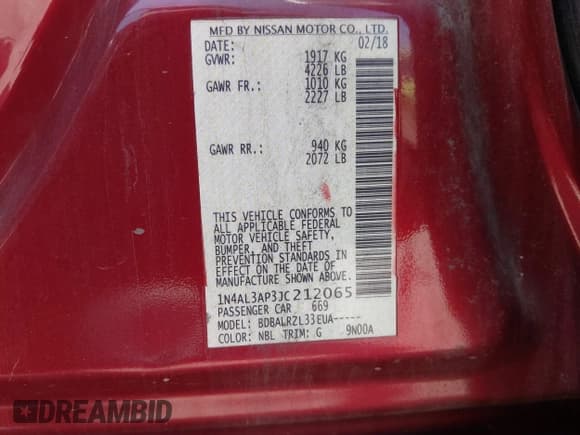 MFD BY NISSAN MOTOR CO., LTD.
DATE: 02/18
GVWR: 1917 KG
4226 LB
GAWR FR.: 1010 KG
2227 LB
GAWR RR.: 940 KG
2072 LB
THIS VEHICLE CONFORMS TO
ALL APPLICABLE FEDERAL
MOTOR VEHICLE SAFETY,
BUMPER, AND THEFT
PREVENTION STANDARDS IN
EFFECT ON THE DATE OF
MANUFACTURE SHOWN ABOVE.
1N4AL3AP3JC212065
PASSENGER CAR 669
MODEL: BDBALRZL33EUA-----
COLOR: NBL TRIM: G 9N00A
DREAMBID